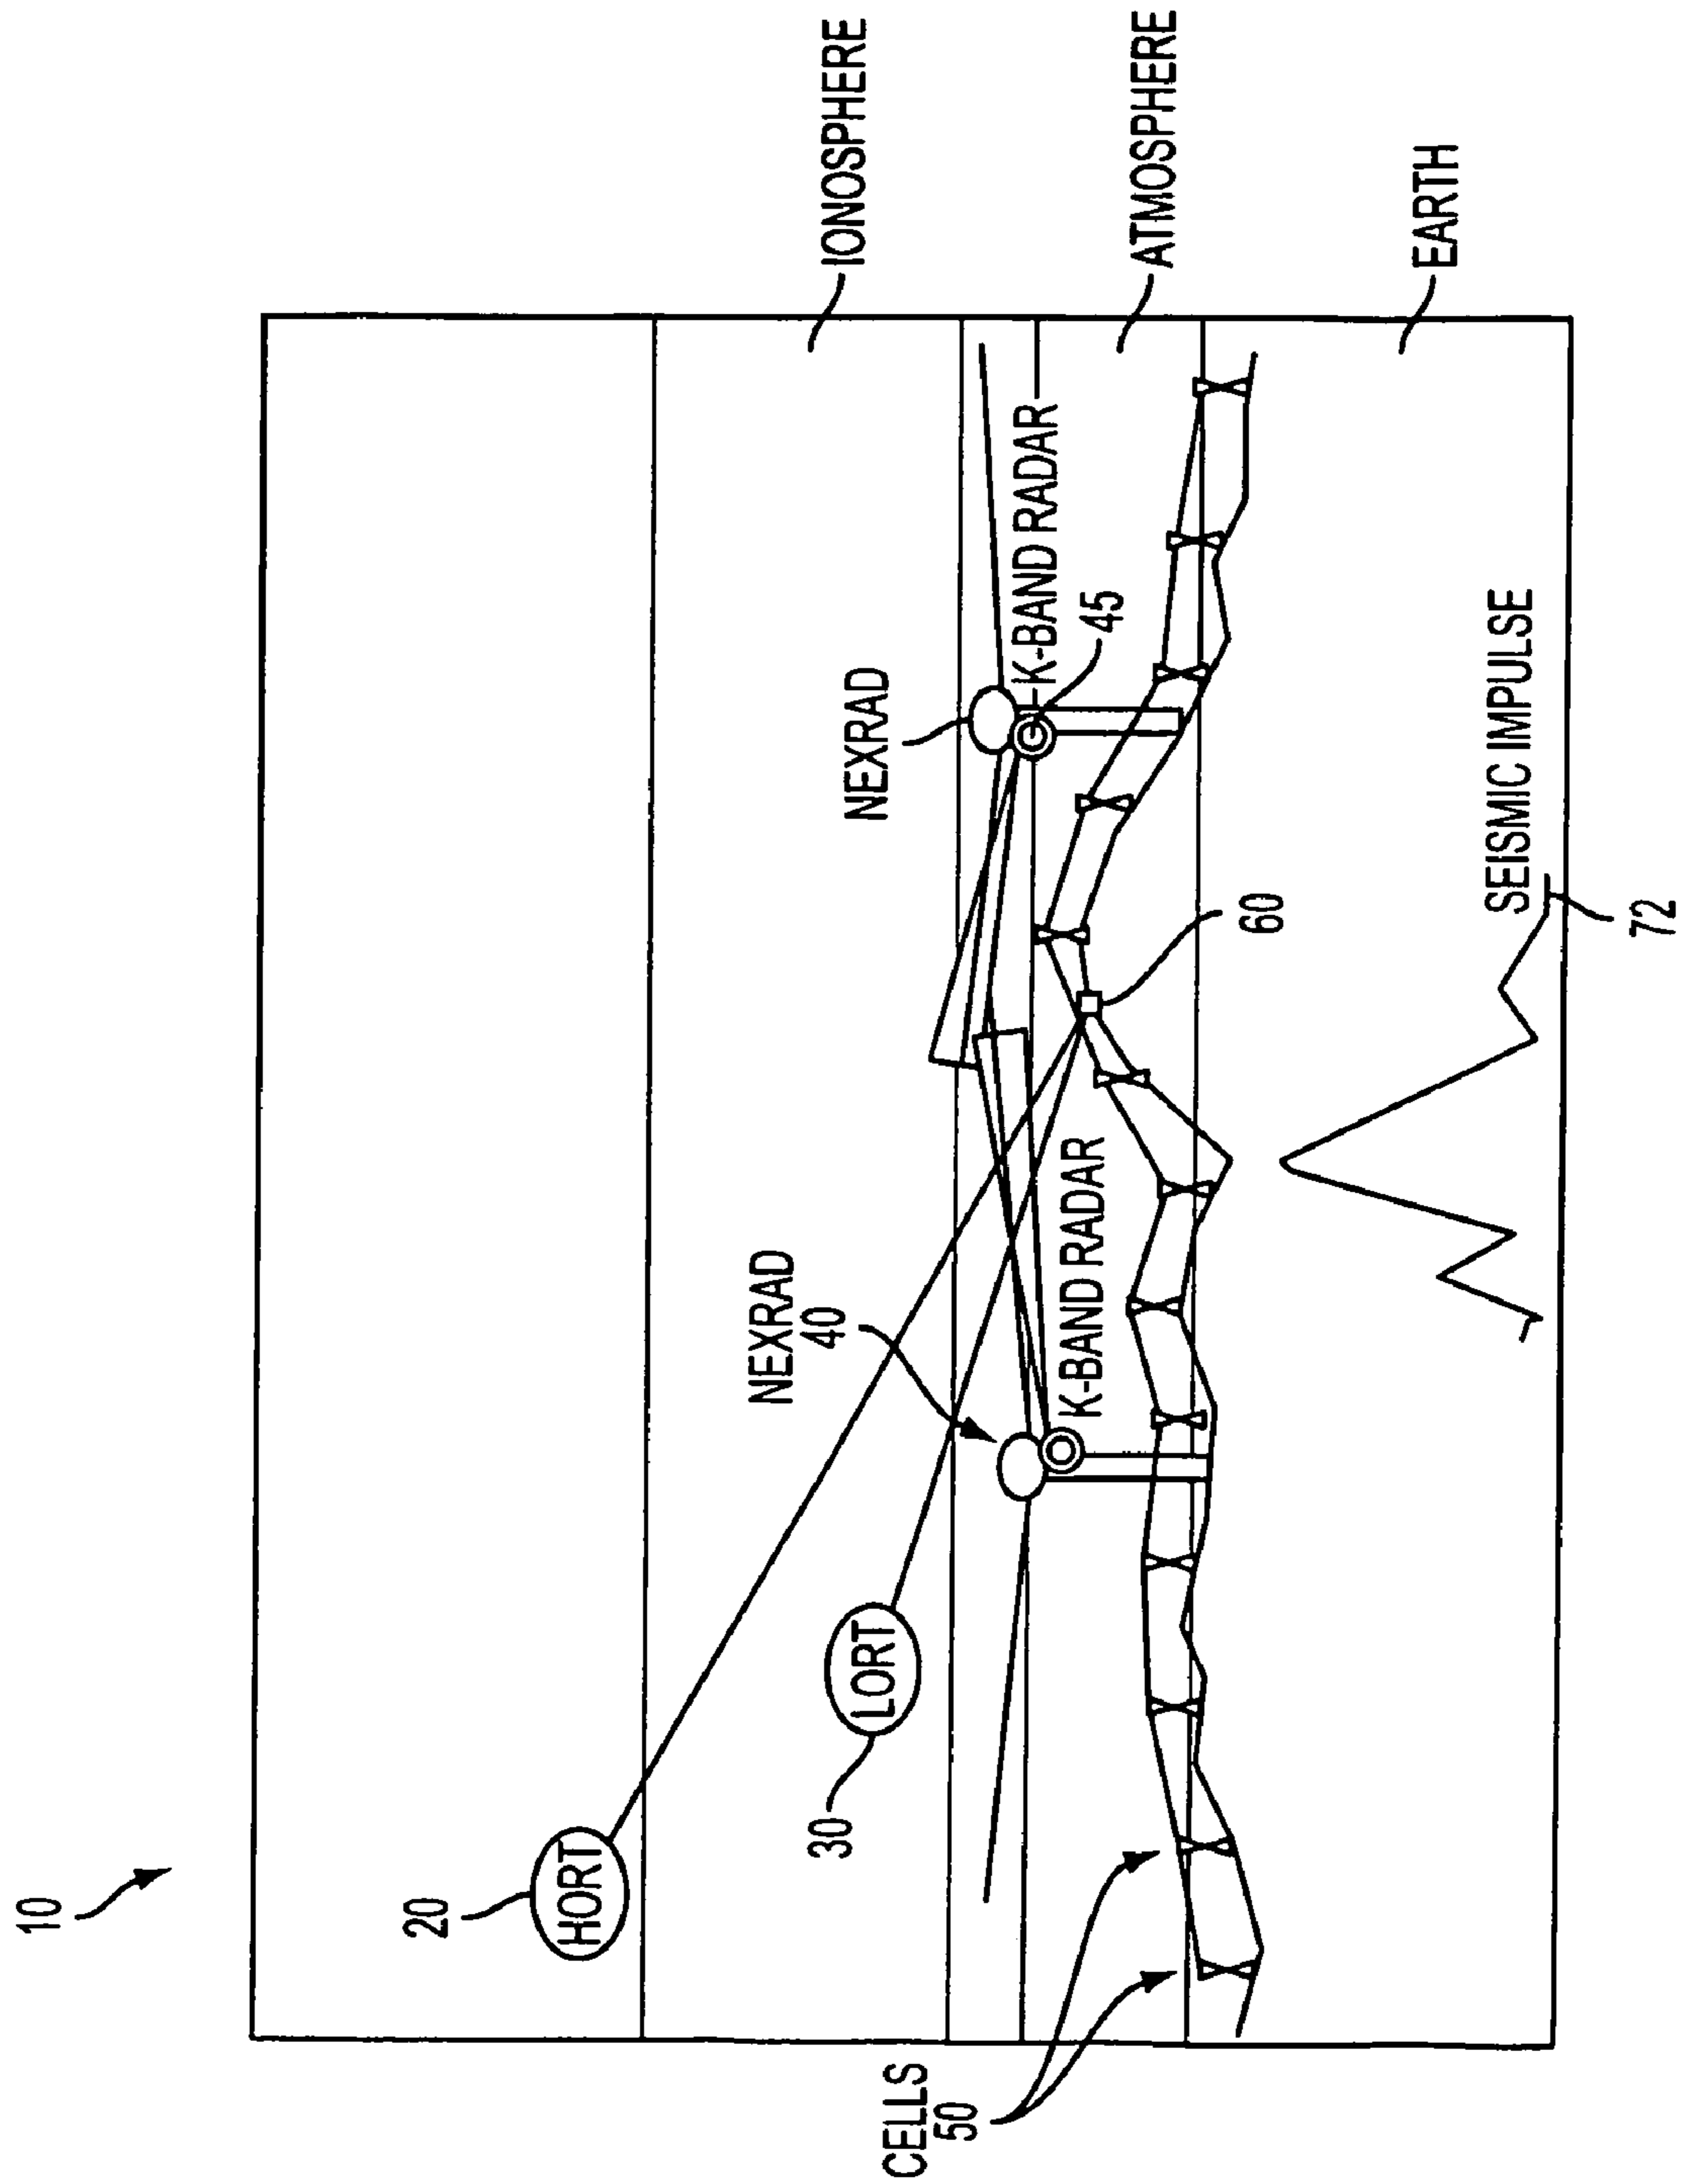 10
20
HORT
30
LORT
IONOSPHERE
NEXRAD
40
NEXRAD
K-BAND RADAR
45
K-BAND RADAR
ATMOSPHERE
CELLS
50
60
EARTH
SEISMIC IMPULSE
72